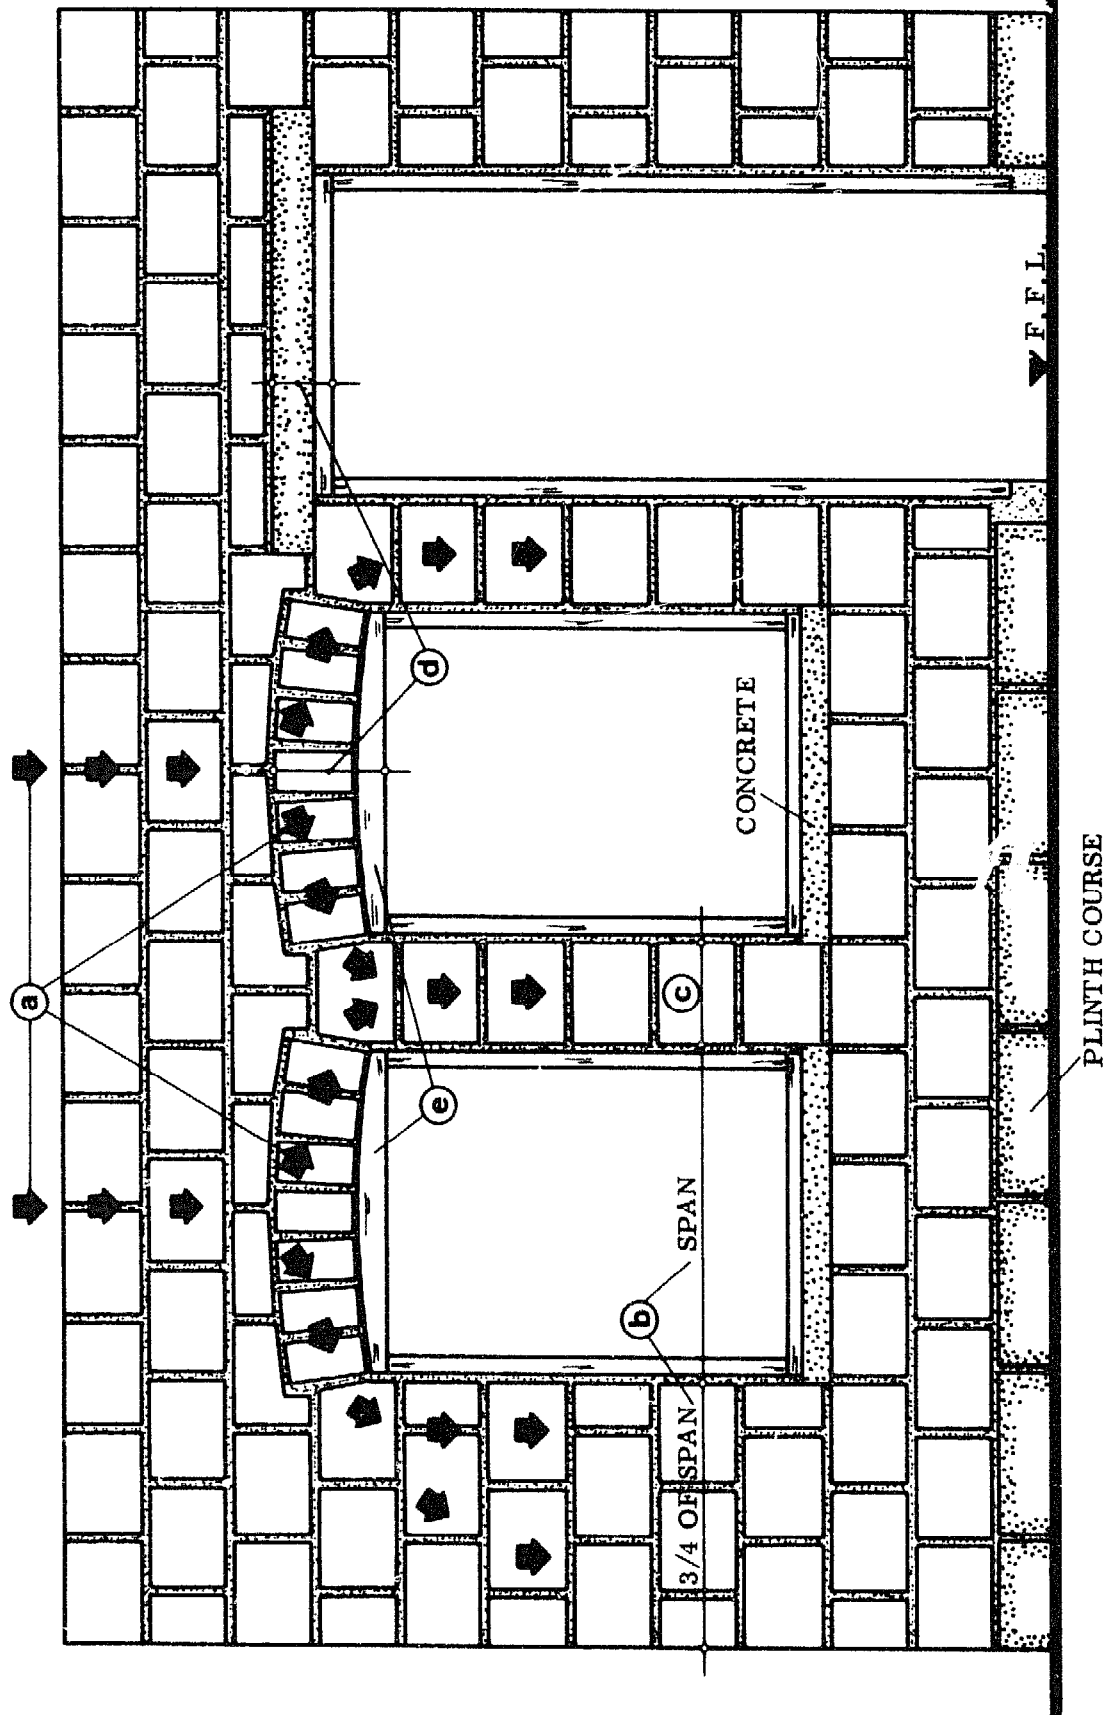 a
d
e
F.F.L.
CONCRETE
c
b
SPAN
3/4 OF SPAN
PLINTH COURSE